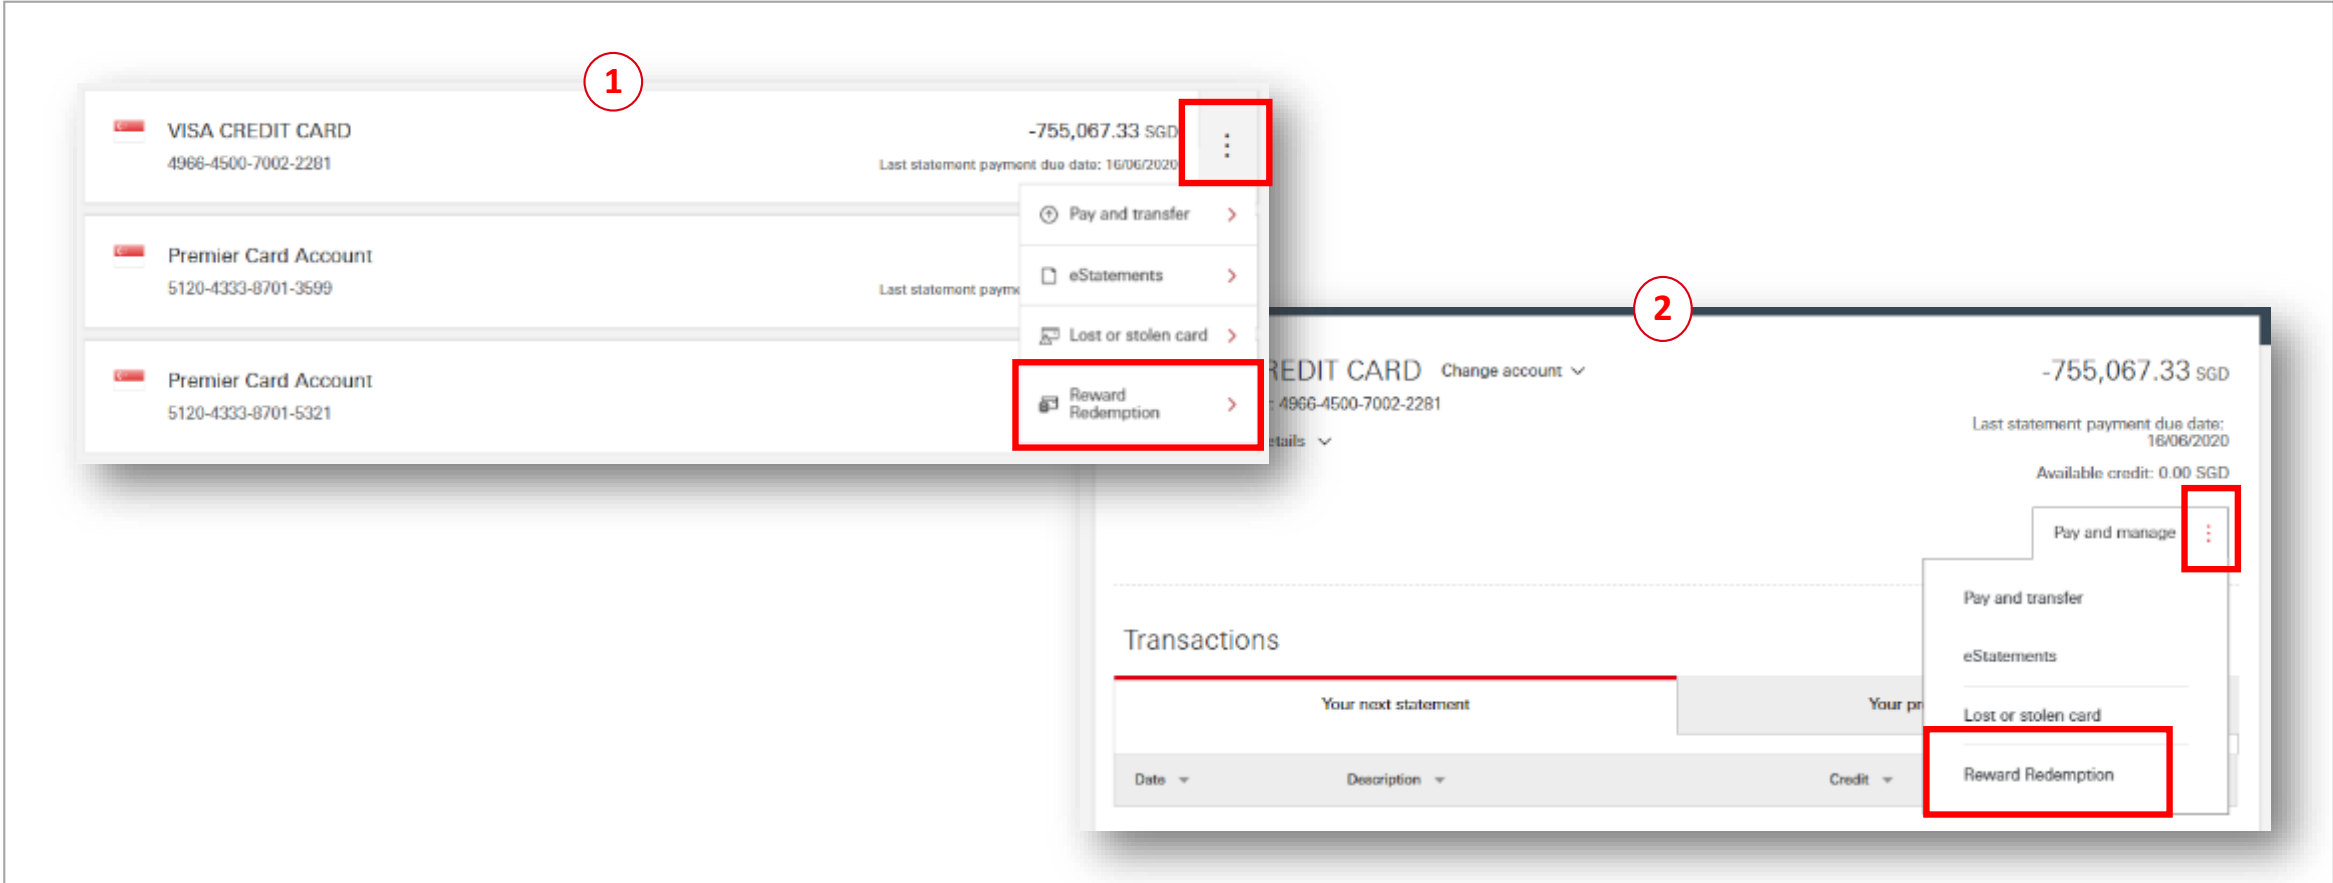 1
VISA CREDIT CARD
4966-4500-7002-2281
-755,067.33 SGD
Last statement payment due date: 16/06/2020
Pay and transfer
eStatements
Lost or stolen card
Reward
Redemption
Premier Card Account
5120-4333-8701-3599
Last statement payme
Premier Card Account
5120-4333-8701-5321
2
REDIT CARD Change account
: 4966-4500-7002-2281
etails
-755,067.33 SGD
Last statement payment due date:
16/06/2020
Available credit: 0.00 SGD
Pay and manage
Pay and transfer
eStatements
Lost or stolen card
Reward Redemption
Transactions
Your next statement
Your pr
Date
Description
Credit